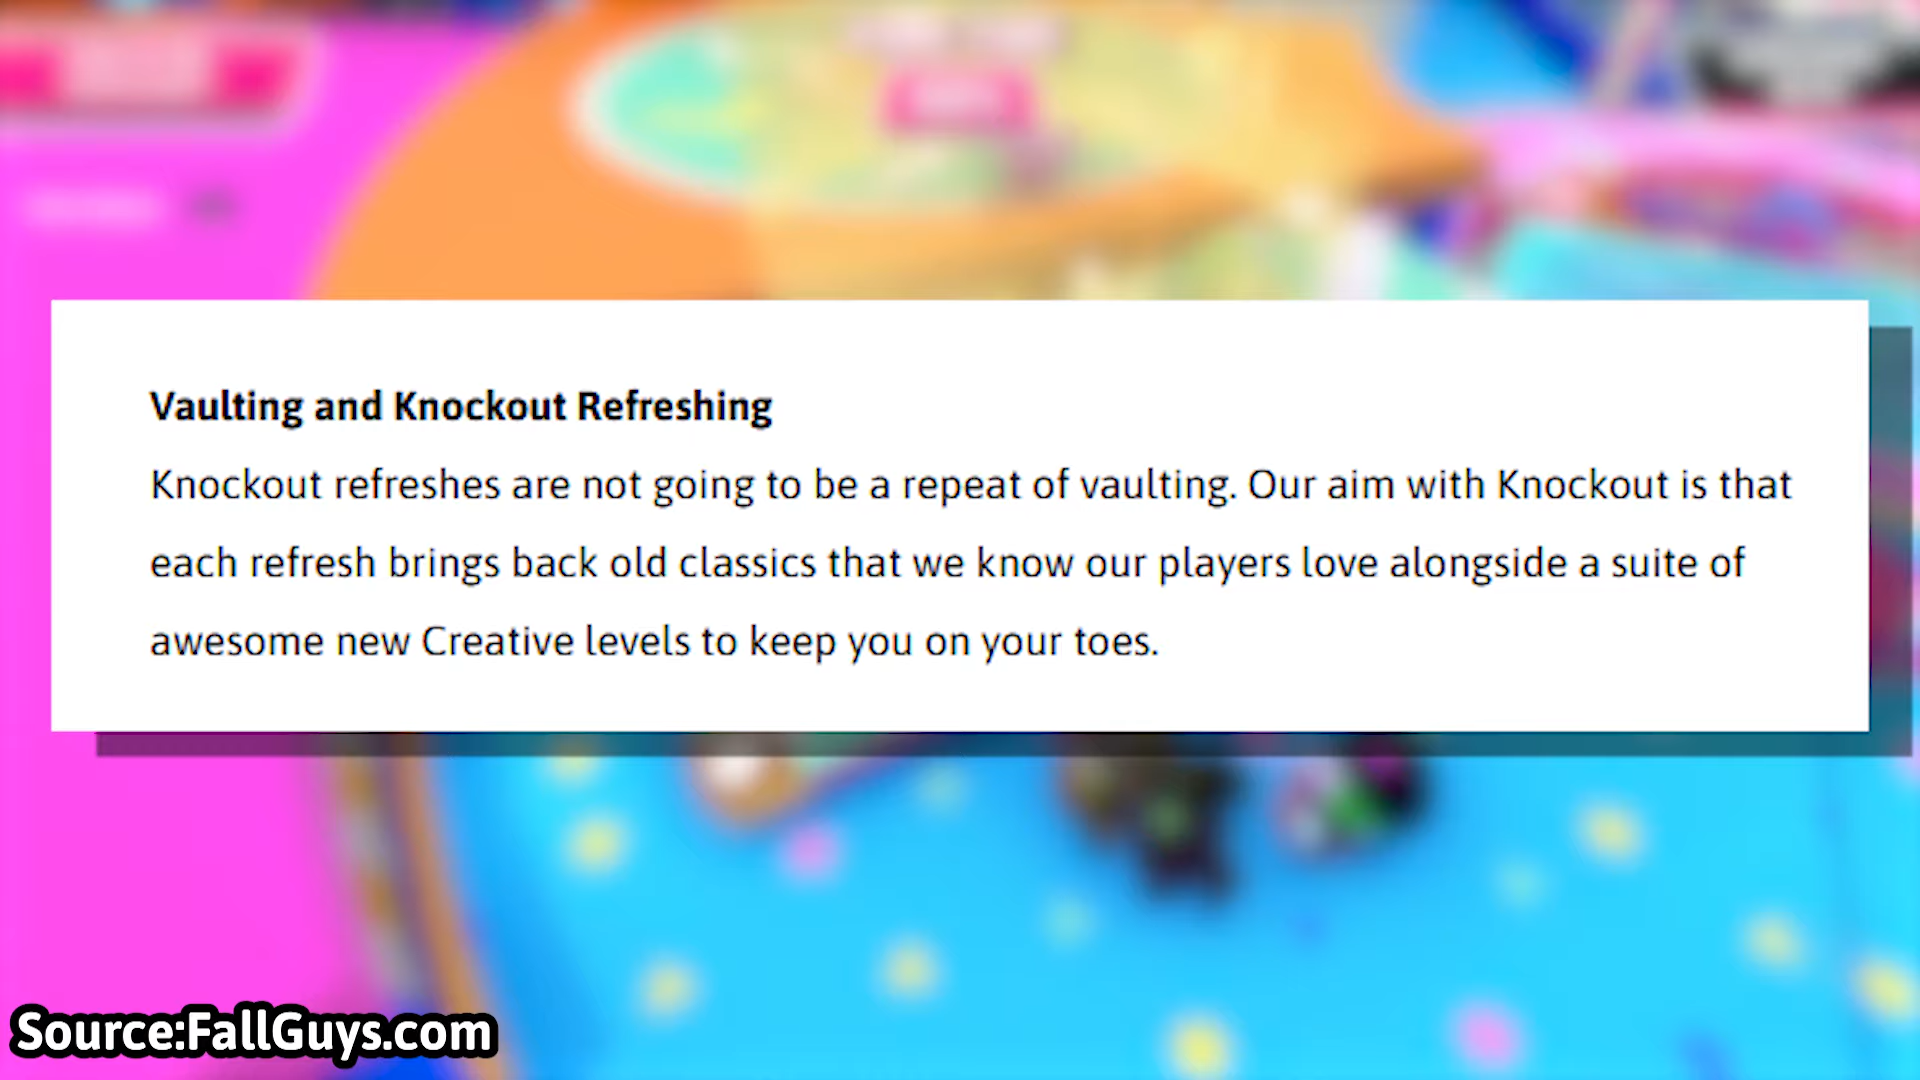 Vaulting and Knockout Refreshing
Knockout refreshes are not going to be a repeat of vaulting. Our aim with Knockout is that
each refresh brings back old classics that we know our players love alongside a suite of
awesome new Creative levels to keep you on your toes.
Source:FallGuys.com